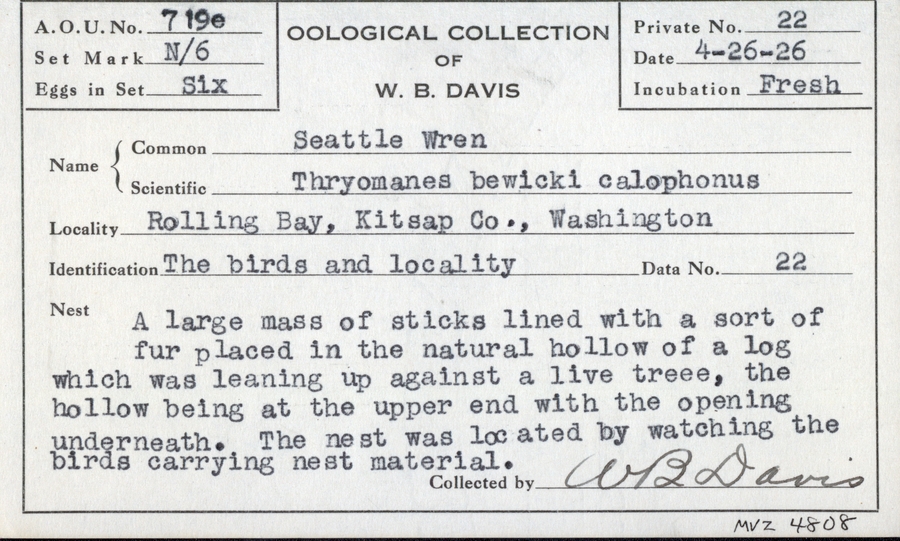 A.O.U. No. 719e
Set Mark N/6
Eggs in Set Six
OOLOGICAL COLLECTION
OF
W. B. DAVIS
Private No. 22
Date 4-26-26
Incubation Fresh
Name { Common Seattle Wren
Scientific Thryomanes bewicki calophonus
Locality Rolling Bay, Kitsap Co., Washington
Identification The birds and locality Data No. 22
Nest A large mass of sticks lined with a sort of
fur placed in the natural hollow of a log
which was leaning up against a live treee, the
hollow being at the upper end with the opening
underneath. The nest was located by watching the
birds carrying nest material.
Collected by W B Davis
MVZ 4808